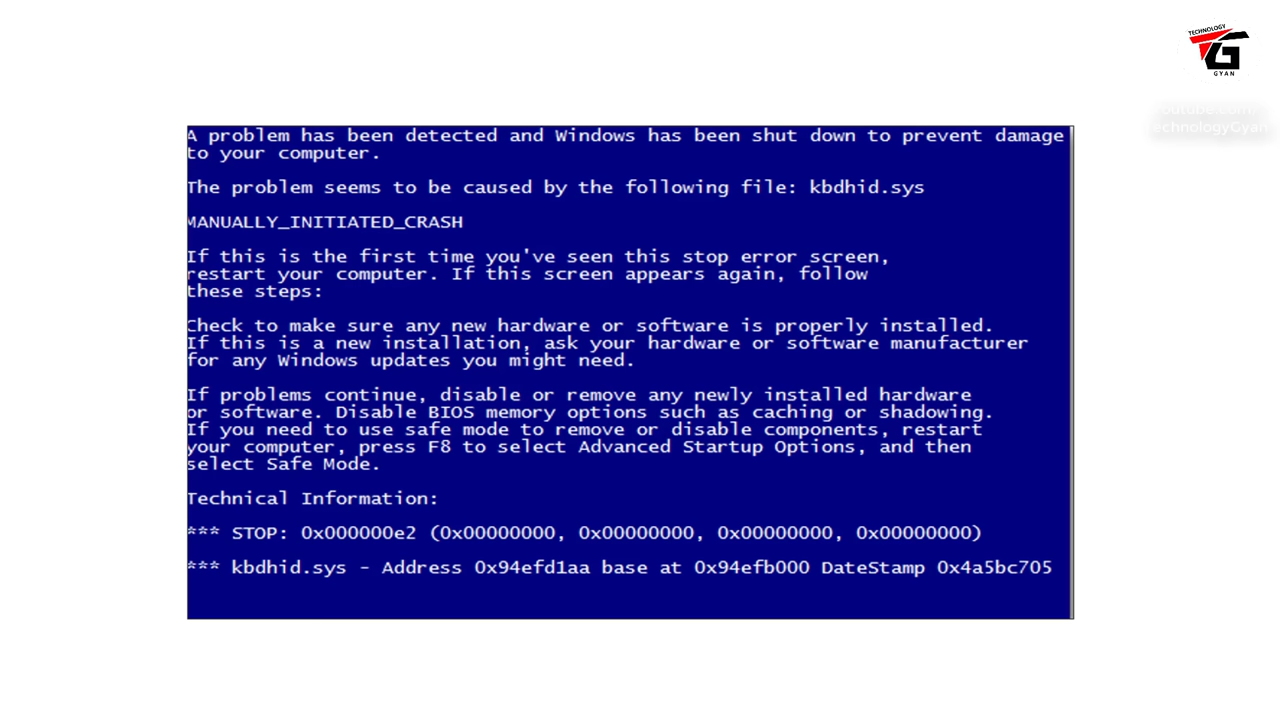 TECHNOLOGY
GYAN
youtube.com/
TechnologyGyan
A problem has been detected and Windows has been shut down to prevent damage
to your computer.
The problem seems to be caused by the following file: kbdhid.sys
MANUALLY_INITIATED_CRASH
If this is the first time you've seen this stop error screen,
restart your computer. If this screen appears again, follow
these steps:
Check to make sure any new hardware or software is properly installed.
If this is a new installation, ask your hardware or software manufacturer
for any Windows updates you might need.
If problems continue, disable or remove any newly installed hardware
or software. Disable BIOS memory options such as caching or shadowing.
If you need to use safe mode to remove or disable components, restart
your computer, press F8 to select Advanced Startup Options, and then
select Safe Mode.
Technical Information:
*** STOP: 0x000000e2 (0x00000000, 0x00000000, 0x00000000, 0x00000000)
*** kbdhid.sys - Address 0x94efd1aa base at 0x94efb000 DateStamp 0x4a5bc705